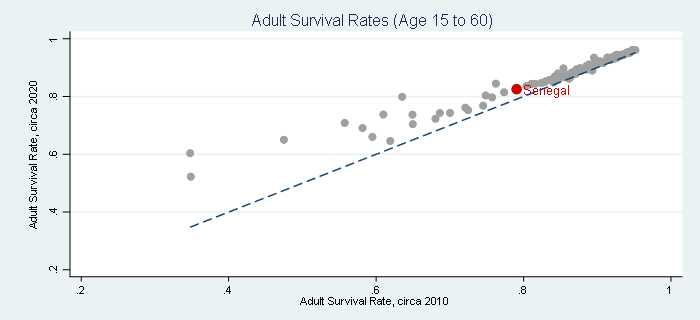 Adult Survival Rates (Age 15 to 60)
Adult Survival Rate, circa 2020
1
.8
.6
.4
.2
Senegal
.2
.4
.6
.8
1
Adult Survival Rate, circa 2010